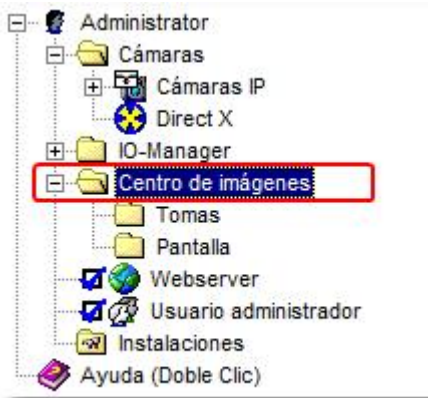 Administrator
Cámaras
Cámaras IP
Direct X
IO-Manager
Centro de imágenes
Tomas
Pantalla
Webserver
Usuario administrador
Instalaciones
Ayuda (Doble Clic)